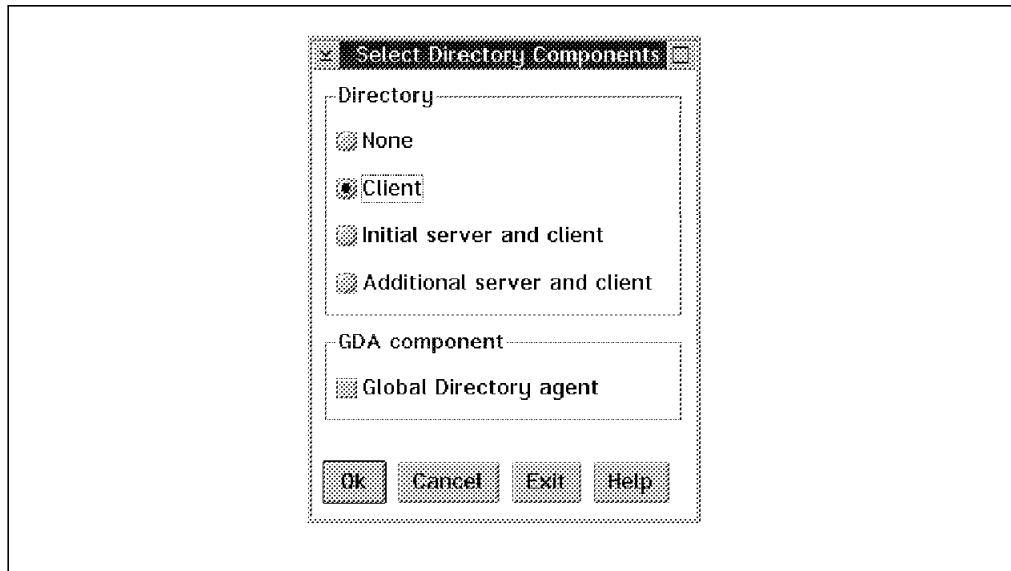 Select Directory Components
Directory
None
Client
Initial server and client
Additional server and client
GDA component
Global Directory agent
Ok Cancel Exit Help